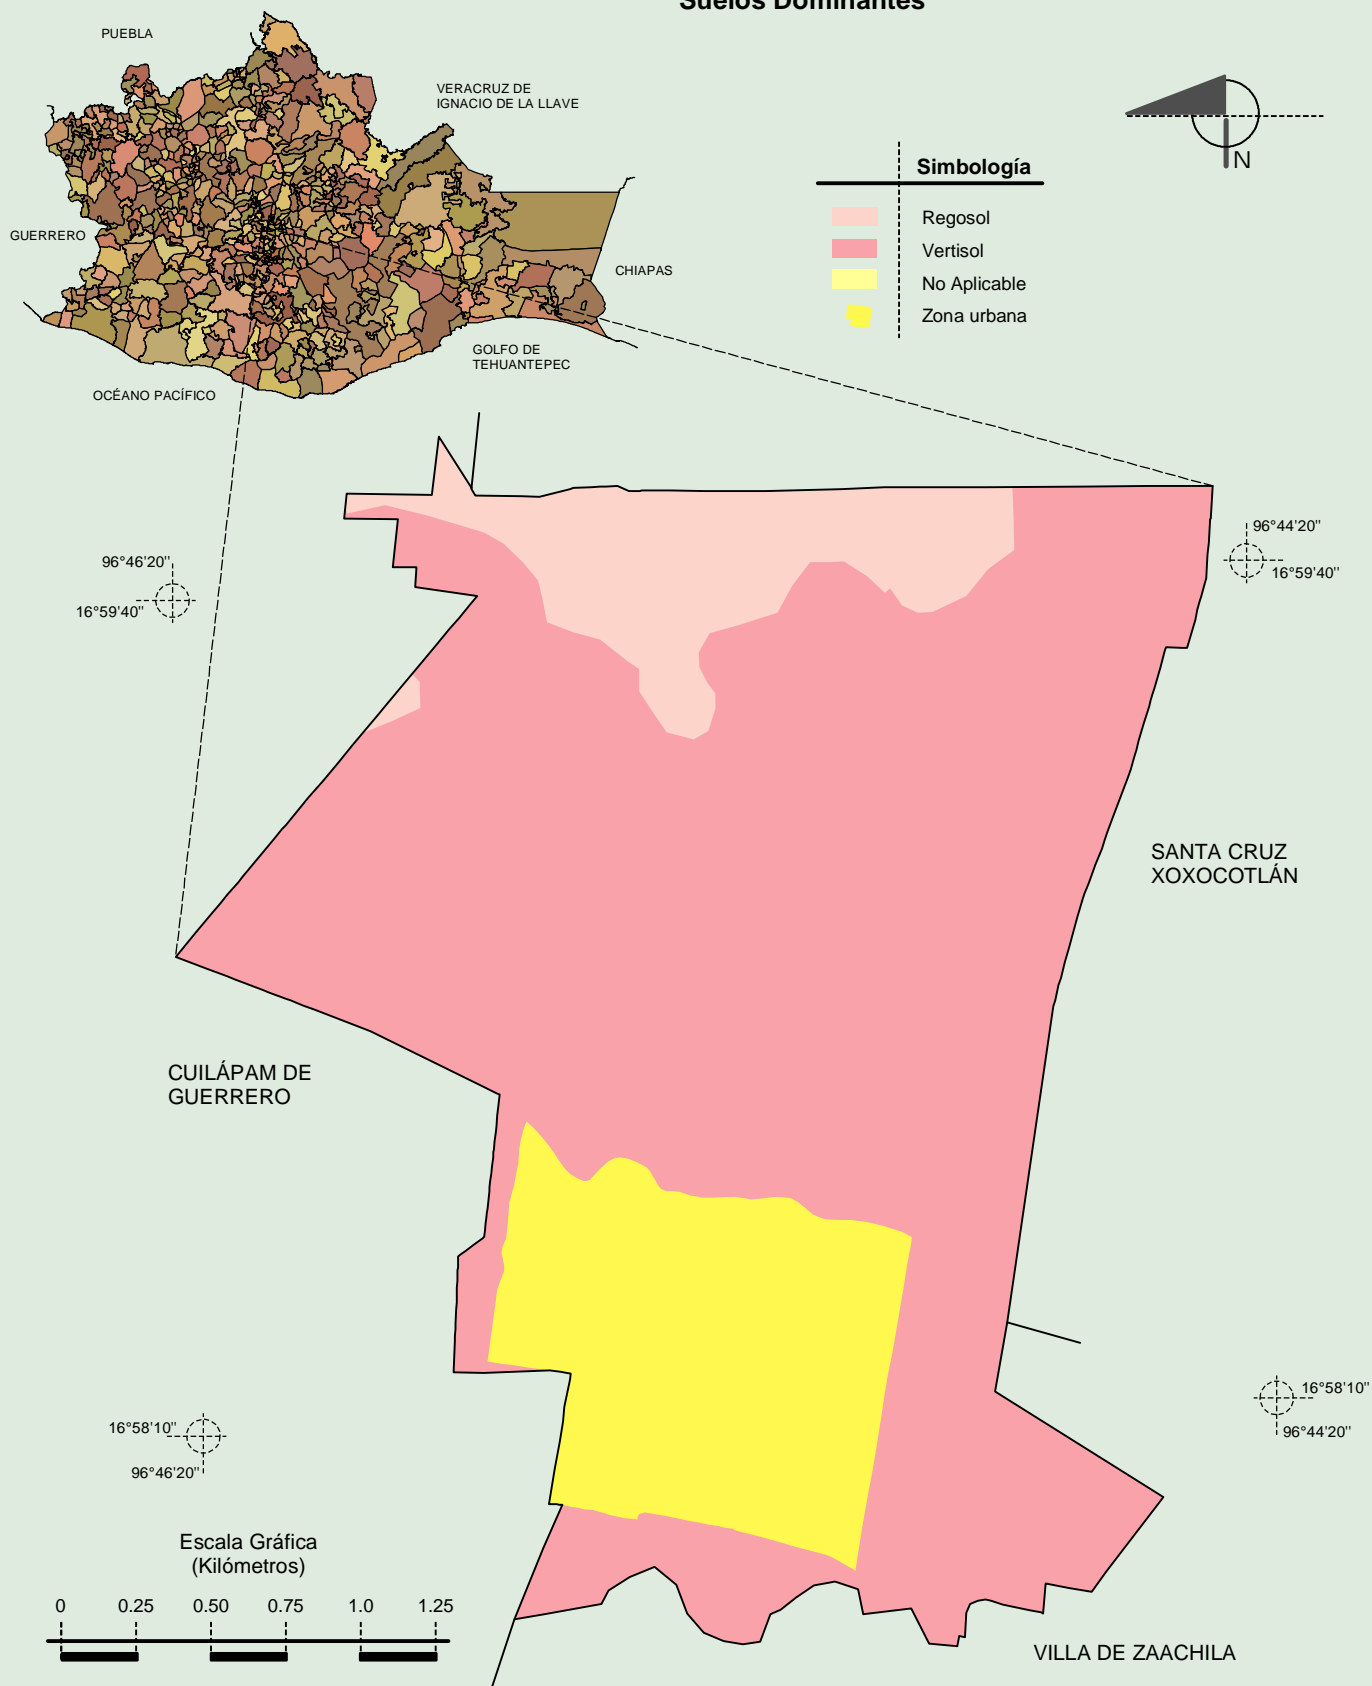 Suelos Dominantes
PUEBLA
VERACRUZ DE
IGNACIO DE LA LLAVE
GUERRERO
CHIAPAS
GOLFO DE
TEHUANTEPEC
OCÉANO PACÍFICO
N
Simbología
Regosol
Vertisol
No Aplicable
Zona urbana
96°46'20"
16°59'40"
96°44'20"
16°59'40"
SANTA CRUZ
XOXOCOTLÁN
CUILÁPAM DE
GUERRERO
16°58'10"
96°46'20"
16°58'10"
96°44'20"
Escala Gráfica
(Kilómetros)
0 0.25 0.50 0.75 1.0 1.25
VILLA DE ZAACHILA